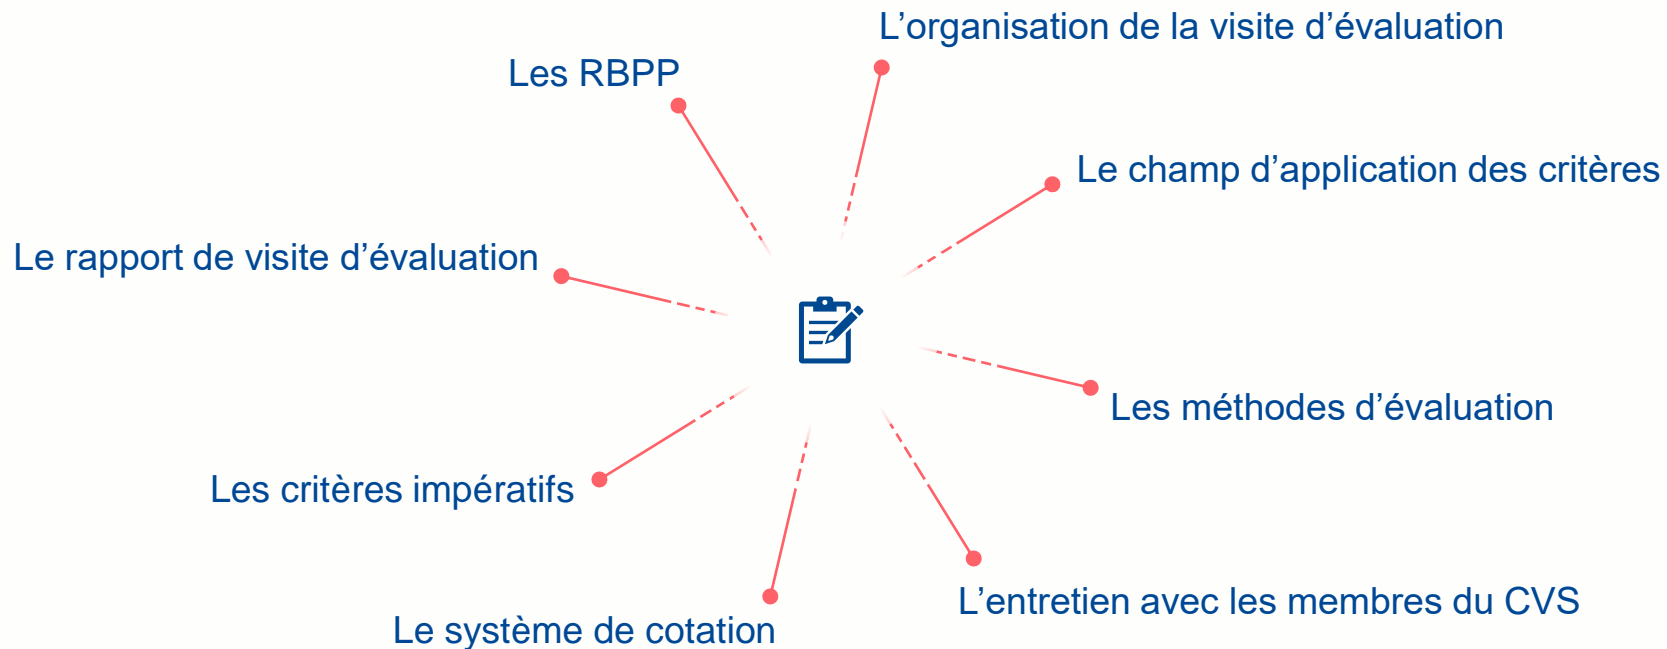 L’organisation de la visite d’évaluation
Les RBPP
Le champ d’application des critères
Le rapport de visite d’évaluation
Les méthodes d’évaluation
Les critères impératifs
L’entretien avec les membres du CVS
Le système de cotation